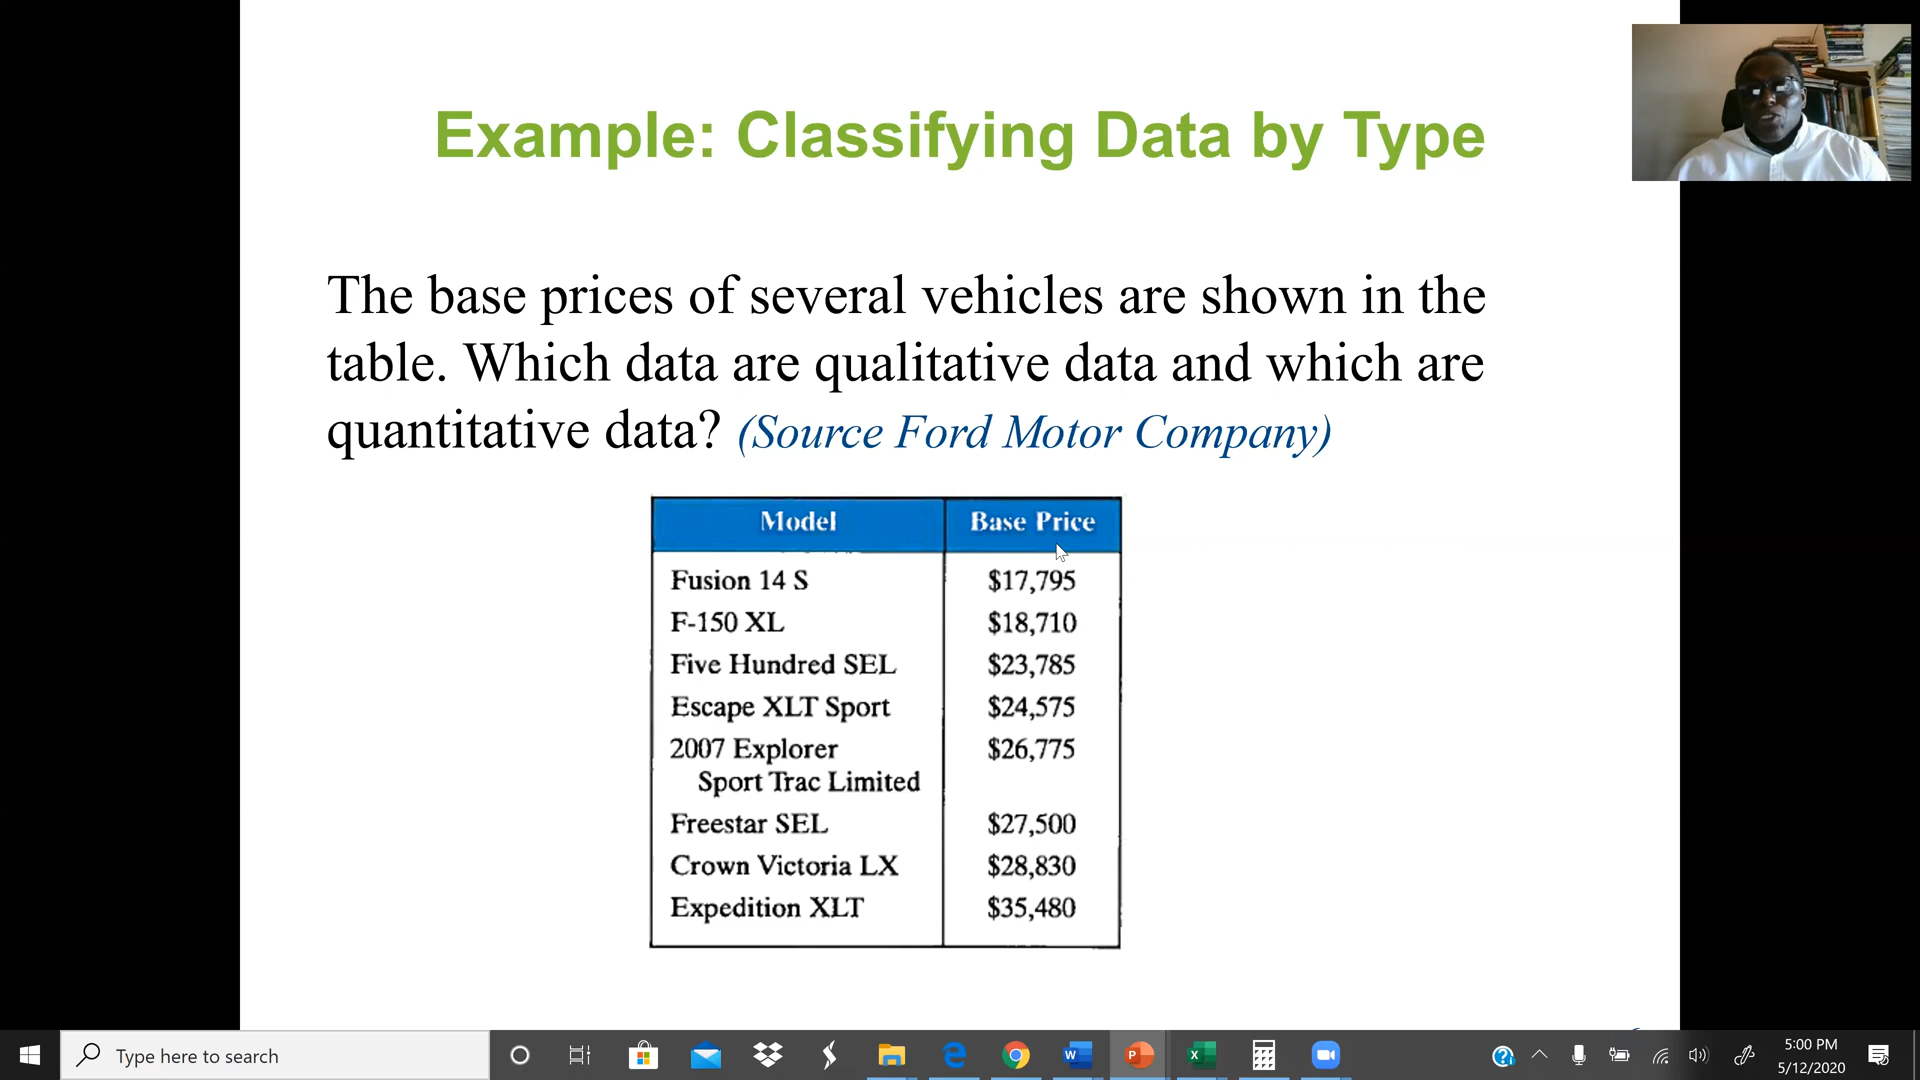 Example: Classifying Data by Type
The base prices of several vehicles are shown in the
table. Which data are qualitative data and which are
quantitative data? (Source Ford Motor Company)
Model Base Price
Fusion 14 S $17,795
F-150 XL $18,710
Five Hundred SEL $23,785
Escape XLT Sport $24,575
2007 Explorer $26,775
Sport Trac Limited
Freestar SEL $27,500
Crown Victoria LX $28,830
Expedition XLT $35,480
Type here to search
5:00 PM
5/12/2020